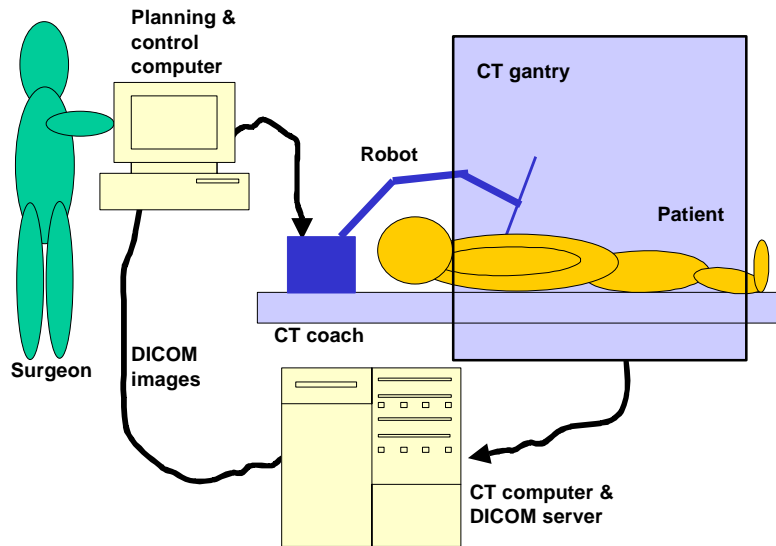 Planning &
control
computer
CT gantry
Robot
Patient
CT coach
Surgeon
DICOM
images
CT computer &
DICOM server